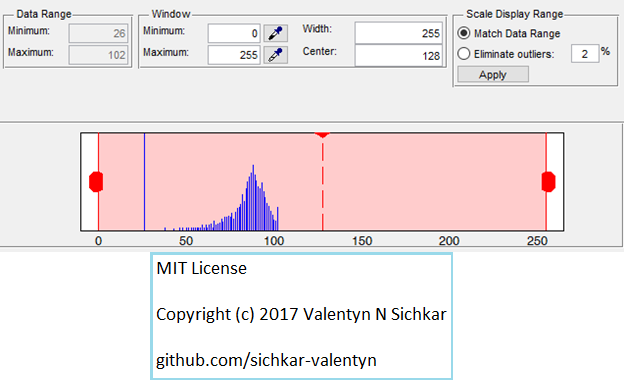 Data Range
Minimum: 26
Maximum: 102
Window
Minimum: 0
Maximum: 255
Width: 255
Center: 128
Scale Display Range
Match Data Range
Eliminate outliers: 2 %
Apply
0 50 100 150 200 250
MIT License
Copyright (c) 2017 Valentyn N Sichkar
github.com/sichkar-valentyn